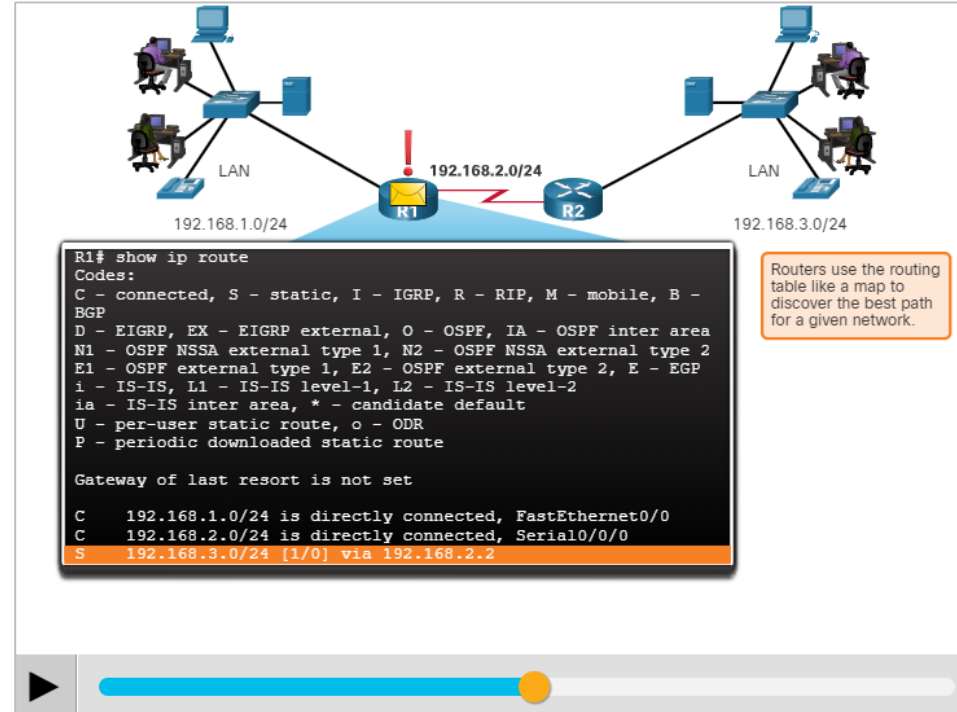 LAN
LAN
192.168.2.0/24
R1
R2
192.168.1.0/24
192.168.3.0/24
R1# show ip route
Codes:
C - connected, S - static, I - IGRP, R - RIP, M - mobile, B -
BGP
D - EIGRP, EX - EIGRP external, O - OSPF, IA - OSPF inter area
N1 - OSPF NSSA external type 1, N2 - OSPF NSSA external type 2
E1 - OSPF external type 1, E2 - OSPF external type 2, E - EGP
i - IS-IS, L1 - IS-IS level-1, L2 - IS-IS level-2
ia - IS-IS inter area, * - candidate default
U - per-user static route, o - ODR
P - periodic downloaded static route
Gateway of last resort is not set
C 192.168.1.0/24 is directly connected, FastEthernet0/0
C 192.168.2.0/24 is directly connected, Serial0/0/0
S 192.168.3.0/24 [1/0] via 192.168.2.2
Routers use the routing
table like a map to
discover the best path
for a given network.